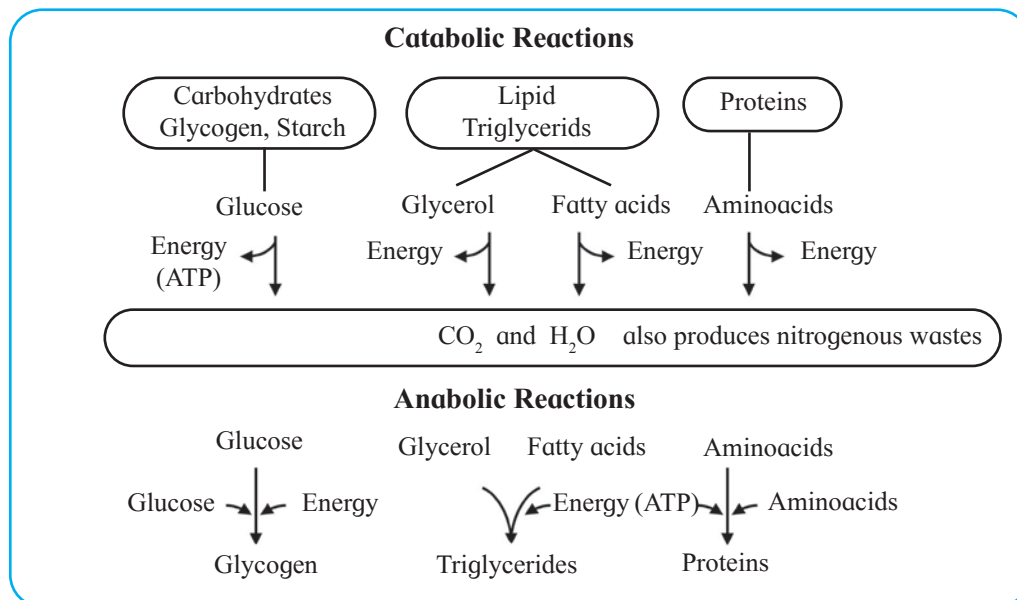 Catabolic Reactions
Carbohydrates
Glycogen, Starch
Lipid
Triglycerids
Proteins
Glucose
Glycerol
Fatty acids
Aminoacids
Energy
(ATP)
Energy
Energy
Energy
CO₂ and H₂O also produces nitrogenous wastes
Anabolic Reactions
Glucose
Glycerol
Fatty acids
Aminoacids
Glucose
Energy
Energy (ATP)
Aminoacids
Glycogen
Triglycerides
Proteins